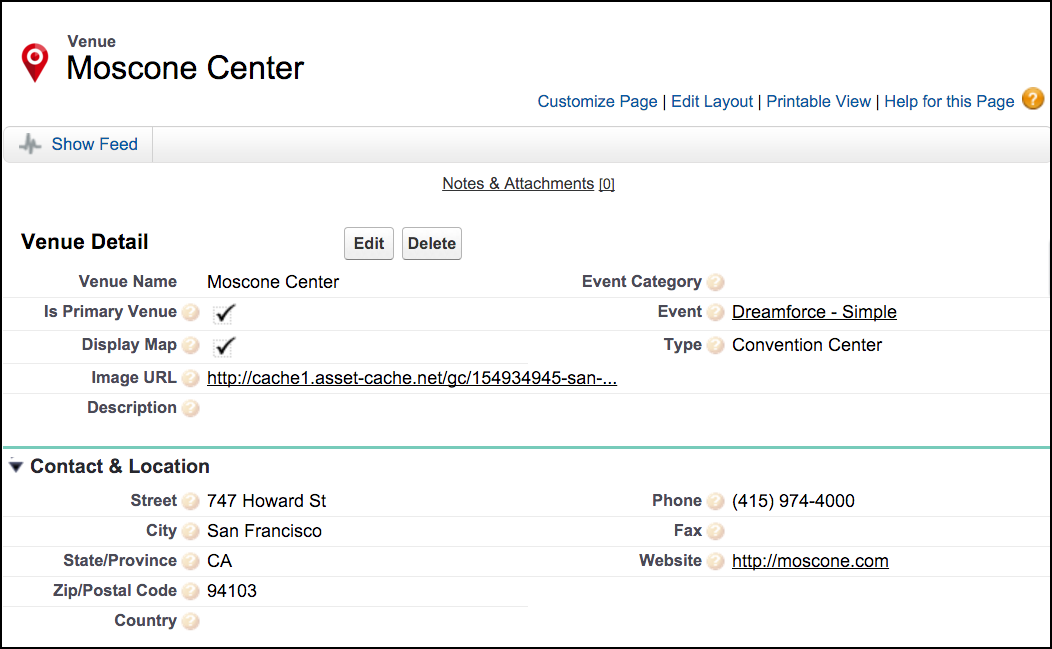 Venue
Moscone Center
Customize Page | Edit Layout | Printable View | Help for this Page ?
Show Feed
Notes & Attachments [0]
Venue Detail Edit Delete
Venue Name Moscone Center Event Category ?
Is Primary Venue ? Event ? Dreamforce - Simple
Display Map ? Type ? Convention Center
Image URL ? http://cache1.asset-cache.net/gc/154934945-san-...
Description ?
Contact & Location
Street ? 747 Howard St Phone ? (415) 974-4000
City ? San Francisco Fax ?
State/Province ? CA Website ? http://moscone.com
Zip/Postal Code ? 94103
Country ?